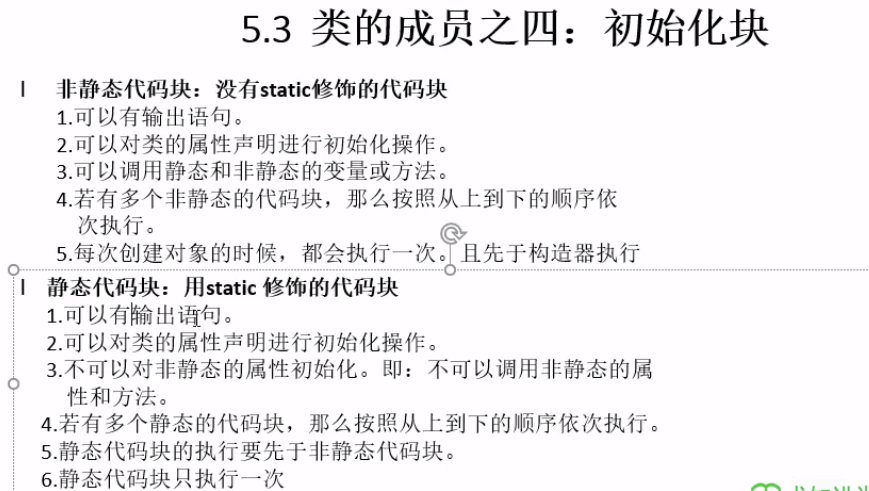 5.3 类的成员之四：初始化块
l 非静态代码块：没有static修饰的代码块
1.可以有输出语句。
2.可以对类的属性声明进行初始化操作。
3.可以调用静态和非静态的变量或方法。
4.若有多个非静态的代码块，那么按照从上到下的顺序依
次执行。
5.每次创建对象的时候，都会执行一次。且先于构造器执行
l 静态代码块：用static 修饰的代码块
1.可以有输出语句。
2.可以对类的属性声明进行初始化操作。
3.不可以对非静态的属性初始化。即：不可以调用非静态的属
性和方法。
4.若有多个静态的代码块，那么按照从上到下的顺序依次执行。
5.静态代码块的执行要先于非静态代码块。
6.静态代码块只执行一次